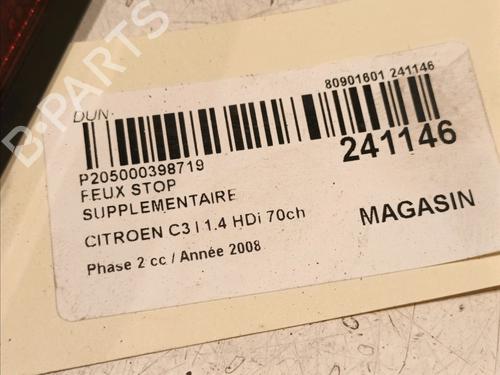 DUN
80901601 241146
P205000398719
241146
FEUX STOP
SUPPLEMENTAIRE
CITROEN C3 I 1.4 HDi 70ch
MAGASIN
Phase 2 cc / Année 2008
B-PARTS